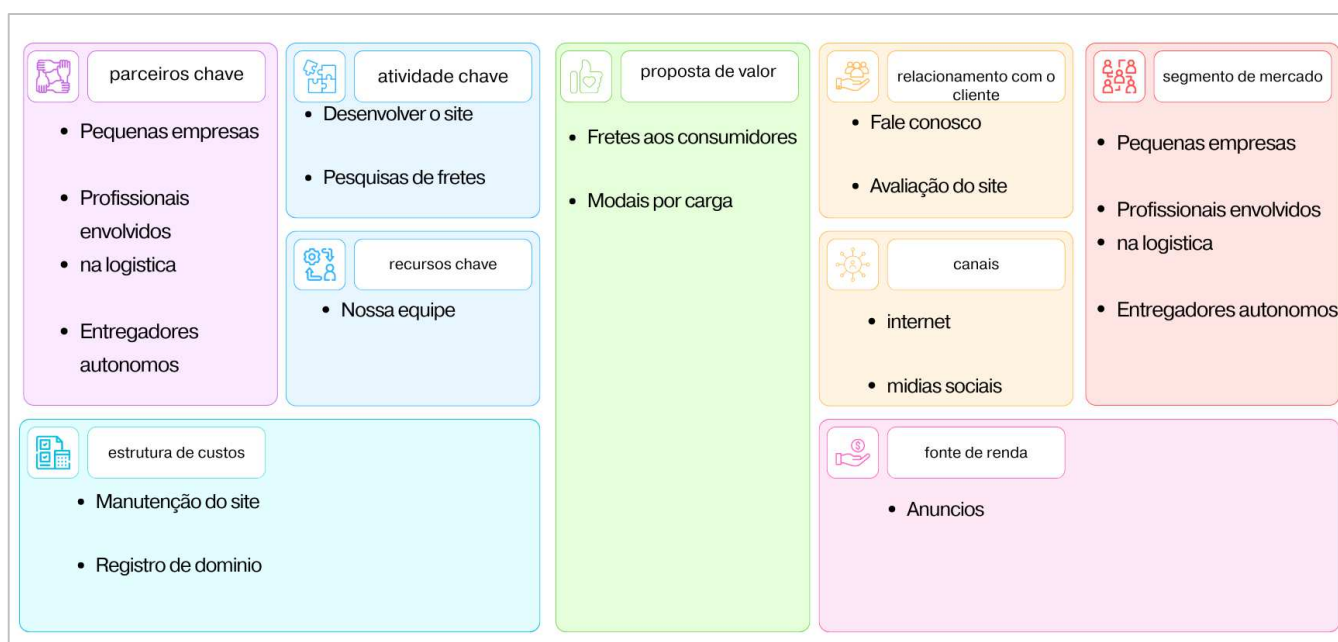 parceiros chave
• Pequenas empresas
• Profissionais
envolvidos
• na logistica
• Entregadores
autonomos
atividade chave
• Desenvolver o site
• Pesquisas de fretes
recursos chave
• Nossa equipe
proposta de valor
• Fretes aos consumidores
• Modais por carga
relacionamento com o
cliente
• Fale conosco
• Avaliação do site
canais
• internet
• midias sociais
segmento de mercado
• Pequenas empresas
• Profissionais envolvidos
• na logistica
• Entregadores autonomos
estrutura de custos
• Manutenção do site
• Registro de dominio
fonte de renda
• Anuncios